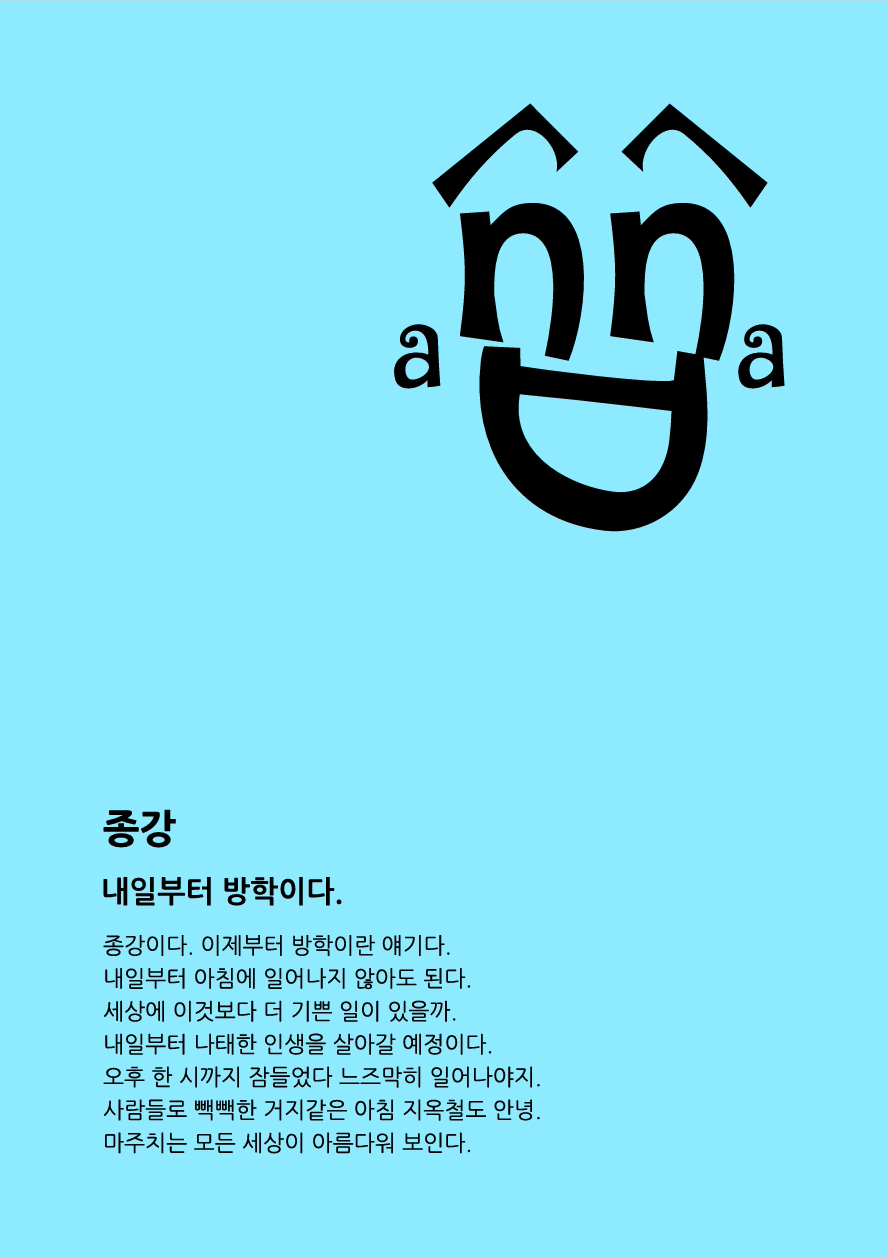 nn
a a
D
종강
내일부터 방학이다.
종강이다. 이제부터 방학이란 얘기다.
내일부터 아침에 일어나지 않아도 된다.
세상에 이것보다 더 기쁜 일이 있을까.
내일부터 나태한 인생을 살아갈 예정이다.
오후 한 시까지 잠들었다 느즈막히 일어나야지.
사람들로 빽빽한 거지같은 아침 지옥철도 안녕.
마주치는 모든 세상이 아름다워 보인다.